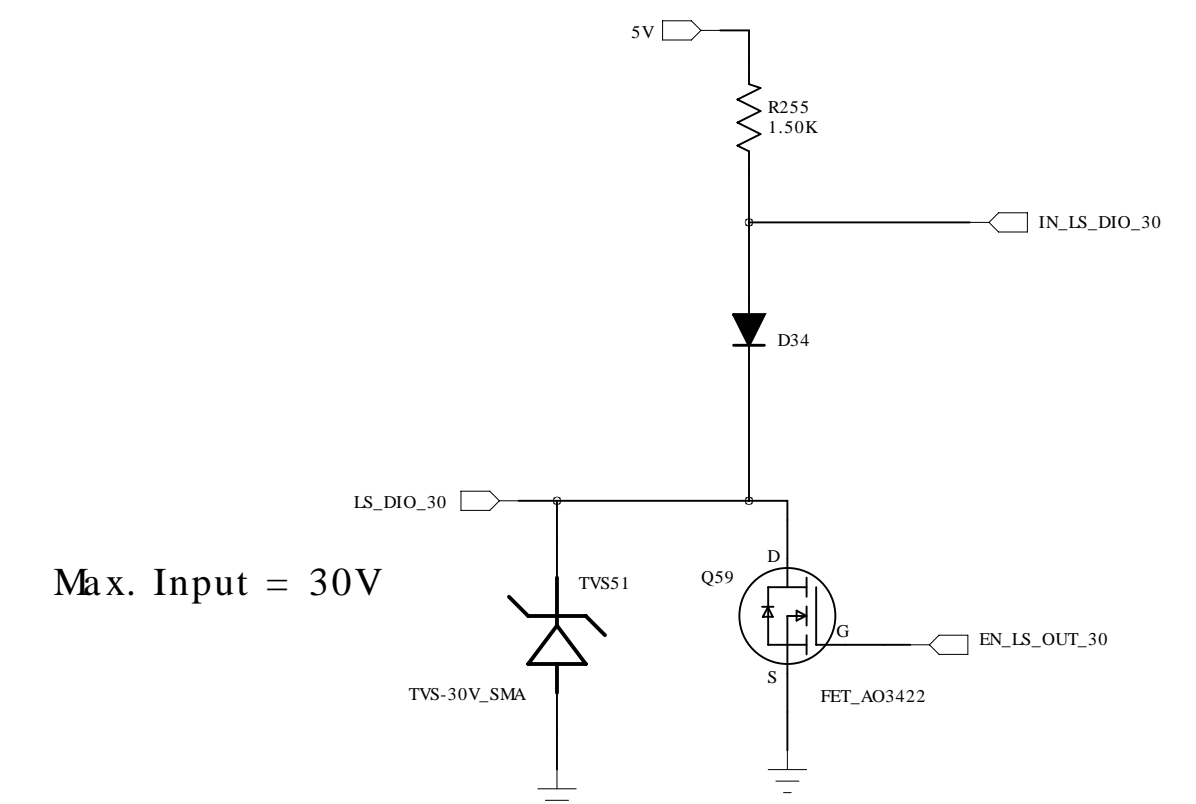 5V
R255
1.50K
IN_LS_DIO_30
D34
LS_DIO_30
D
Max. Input = 30V
Q59
TVS51
G
EN_LS_OUT_30
S
TVS-30V_SMA
FET_AO3422